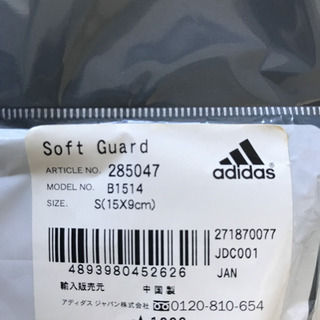 Soft Guard
ARTICLE NO. 285047
MODEL NO. B1514
SIZE. S(15X9cm)
adidas
271870077
JDC001
4893980452626 JAN
輸入販売元 中国製
アディダス ジャパン株式会社 0120-810-654